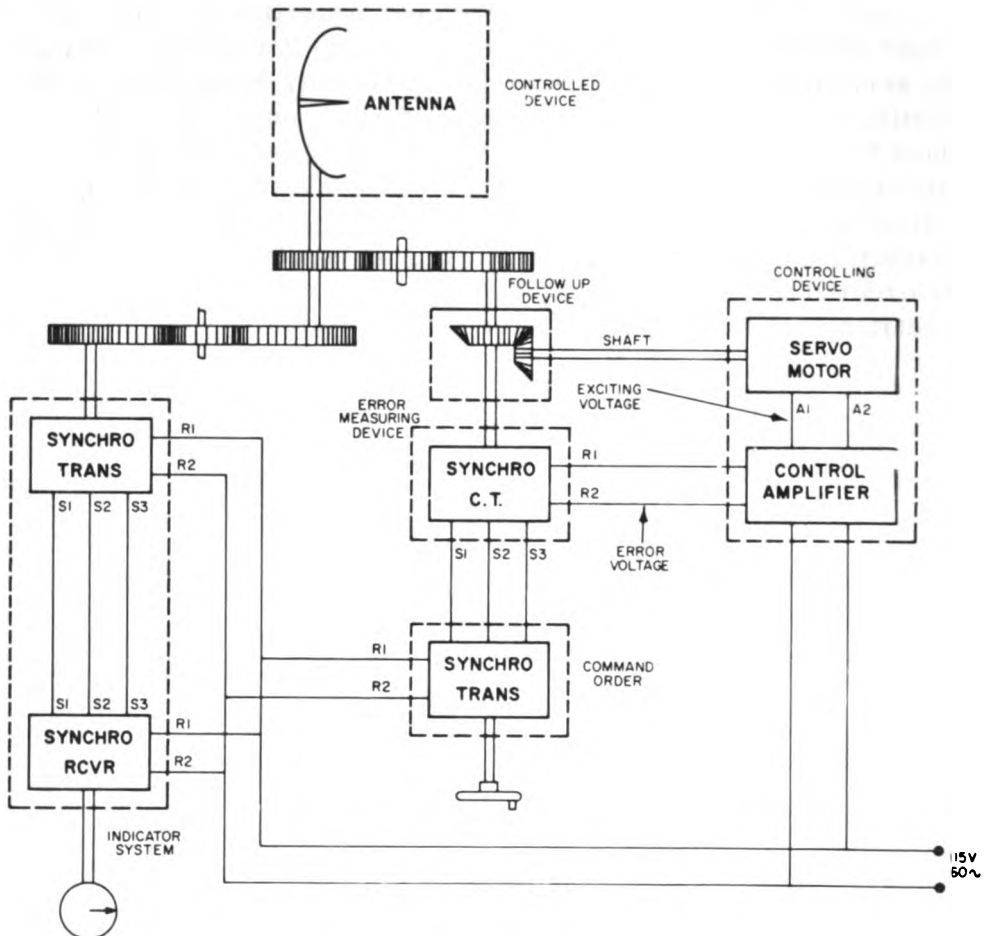 ANTENNA
CONTROLLED
DEVICE
FOLLOW UP
DEVICE
CONTROLLING
DEVICE
SHAFT
SERVO
MOTOR
EXCITING
VOLTAGE
A1
A2
ERROR
MEASURING
DEVICE
SYNCHRO
TRANS
R1
R2
S1 S2 S3
SYNCHRO
C.T.
R1
R2
CONTROL
AMPLIFIER
ERROR
VOLTAGE
S1 S2 S3
R1
R2
SYNCHRO
TRANS
COMMAND
ORDER
S1 S2 S3
SYNCHRO
RCVR
R1
R2
INDICATOR
SYSTEM
115V
60~